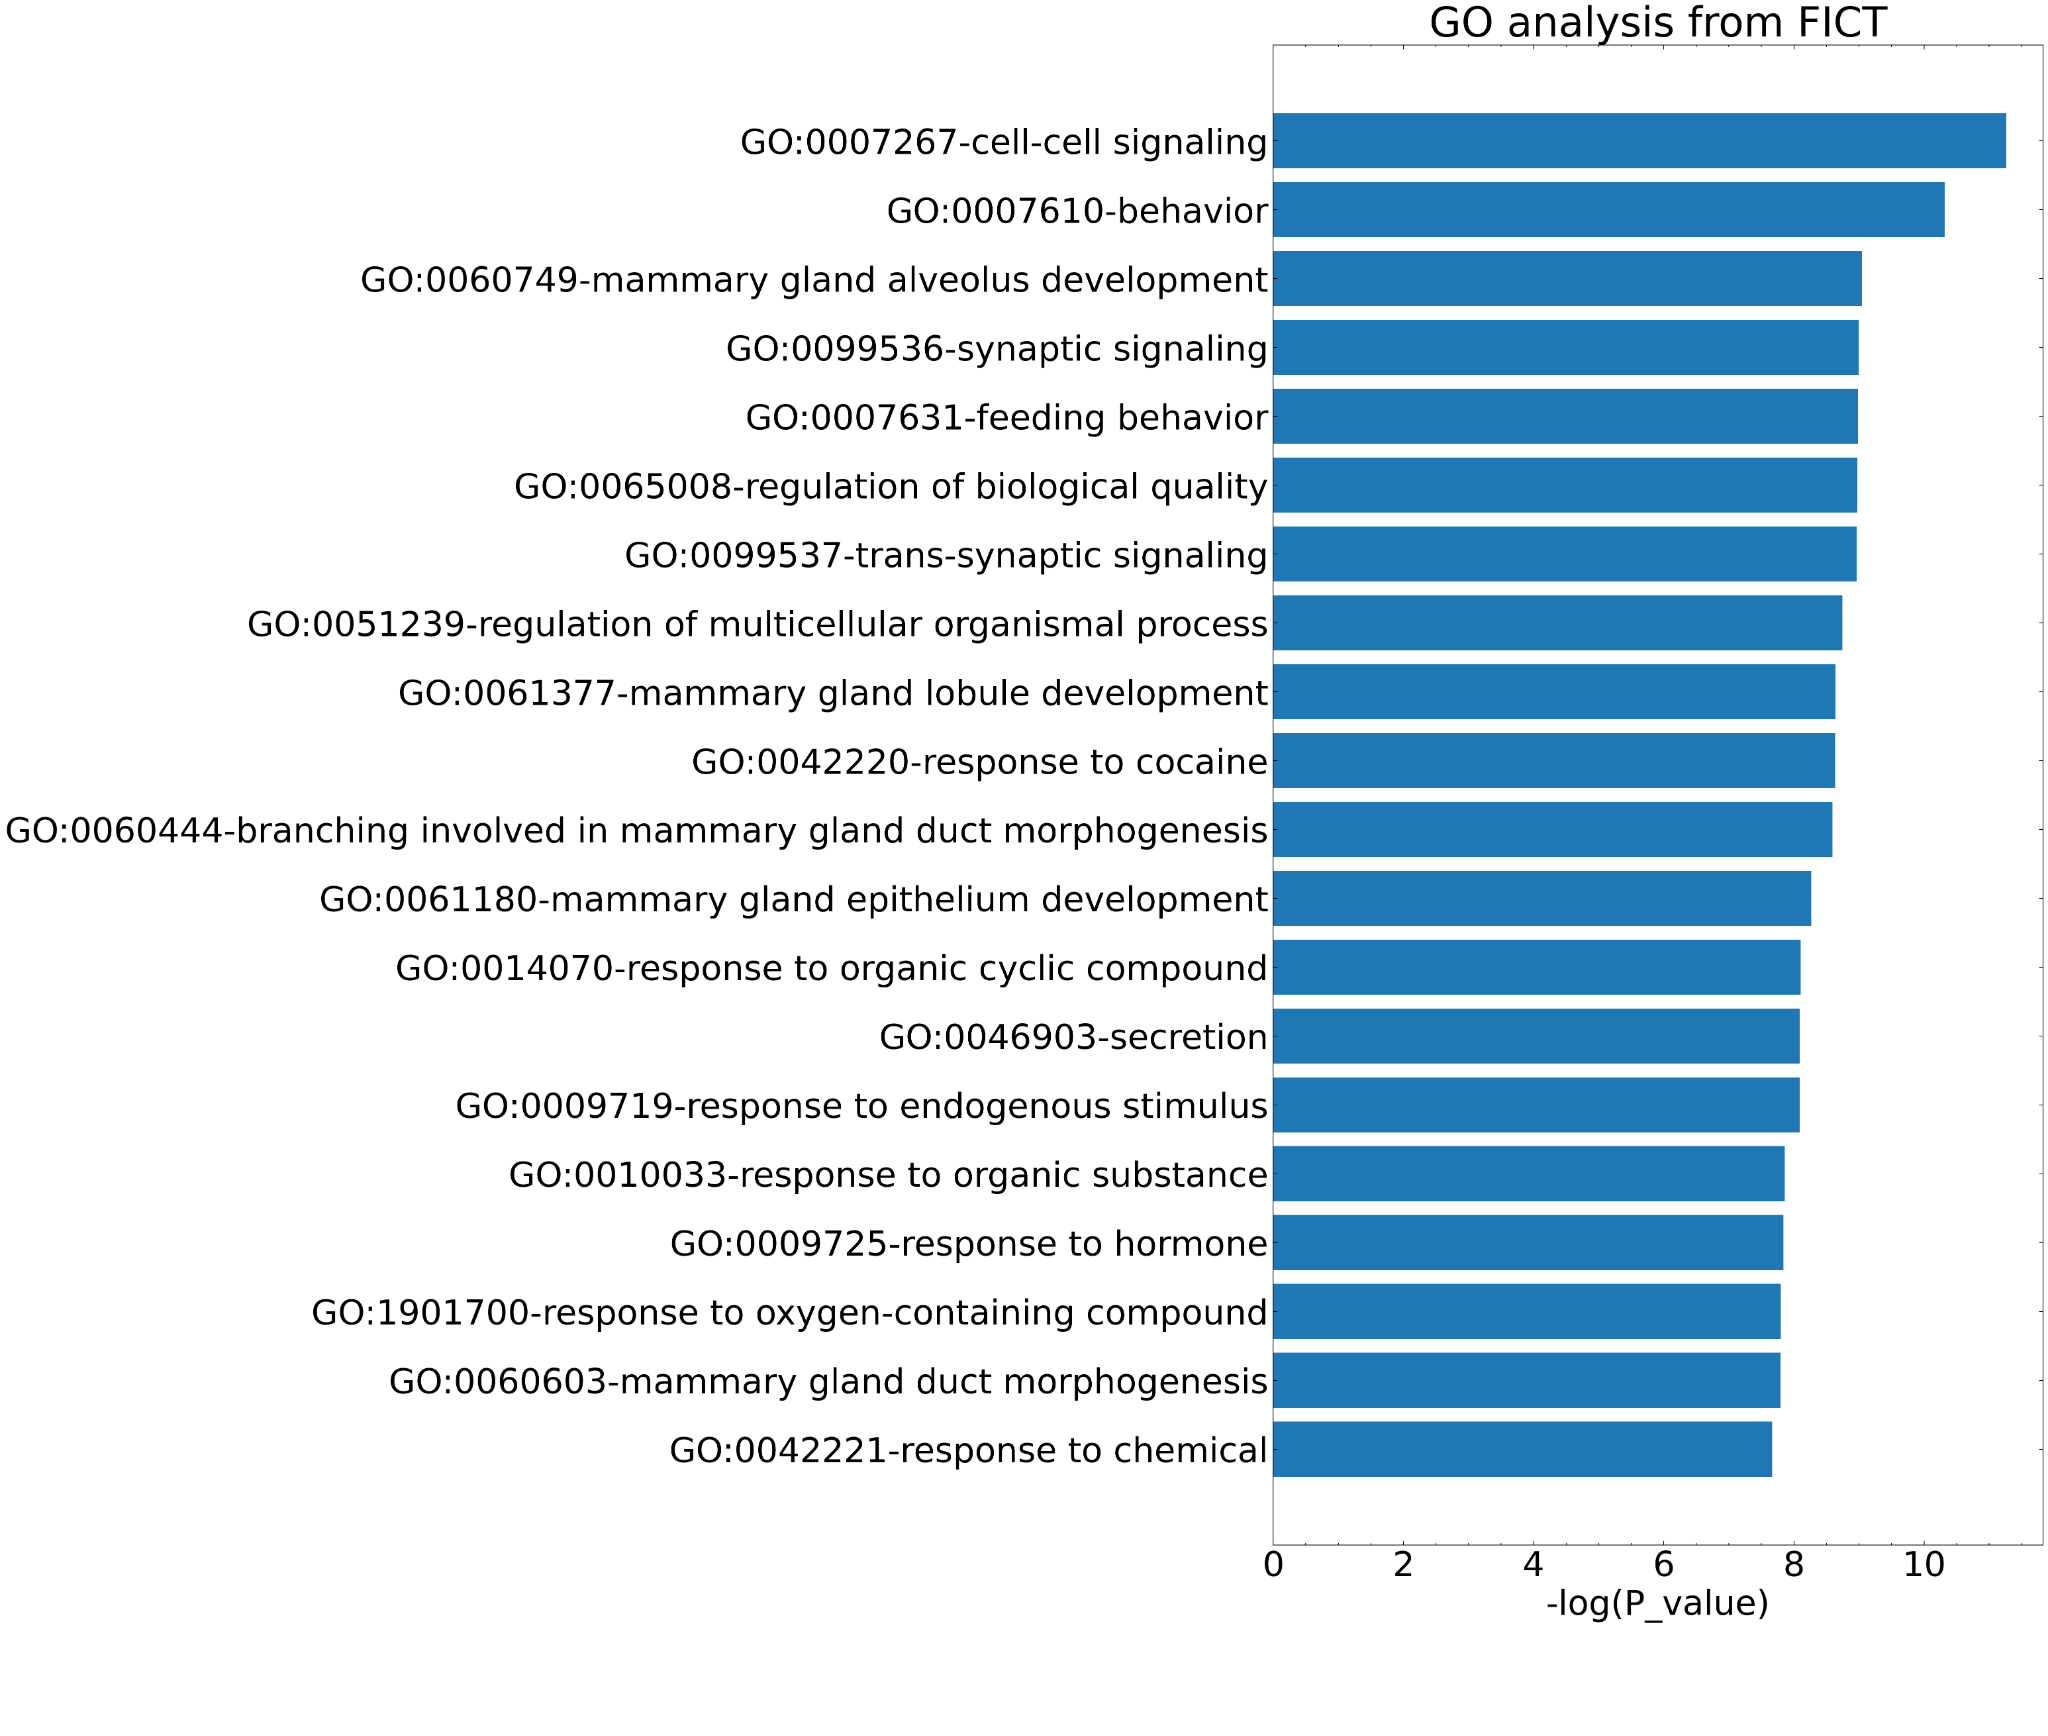 GO analysis from FICT
GO:0007267-cell-cell signaling
GO:0007610-behavior
GO:0060749-mammary gland alveolus development
GO:0099536-synaptic signaling
GO:0007631-feeding behavior
GO:0065008-regulation of biological quality
GO:0099537-trans-synaptic signaling
GO:0051239-regulation of multicellular organismal process
GO:0061377-mammary gland lobule development
GO:0042220-response to cocaine
GO:0060444-branching involved in mammary gland duct morphogenesis
GO:0061180-mammary gland epithelium development
GO:0014070-response to organic cyclic compound
GO:0046903-secretion
GO:0009719-response to endogenous stimulus
GO:0010033-response to organic substance
GO:0009725-response to hormone
GO:1901700-response to oxygen-containing compound
GO:0060603-mammary gland duct morphogenesis
GO:0042221-response to chemical
0 2 4 6 8 10
-log(P_value)